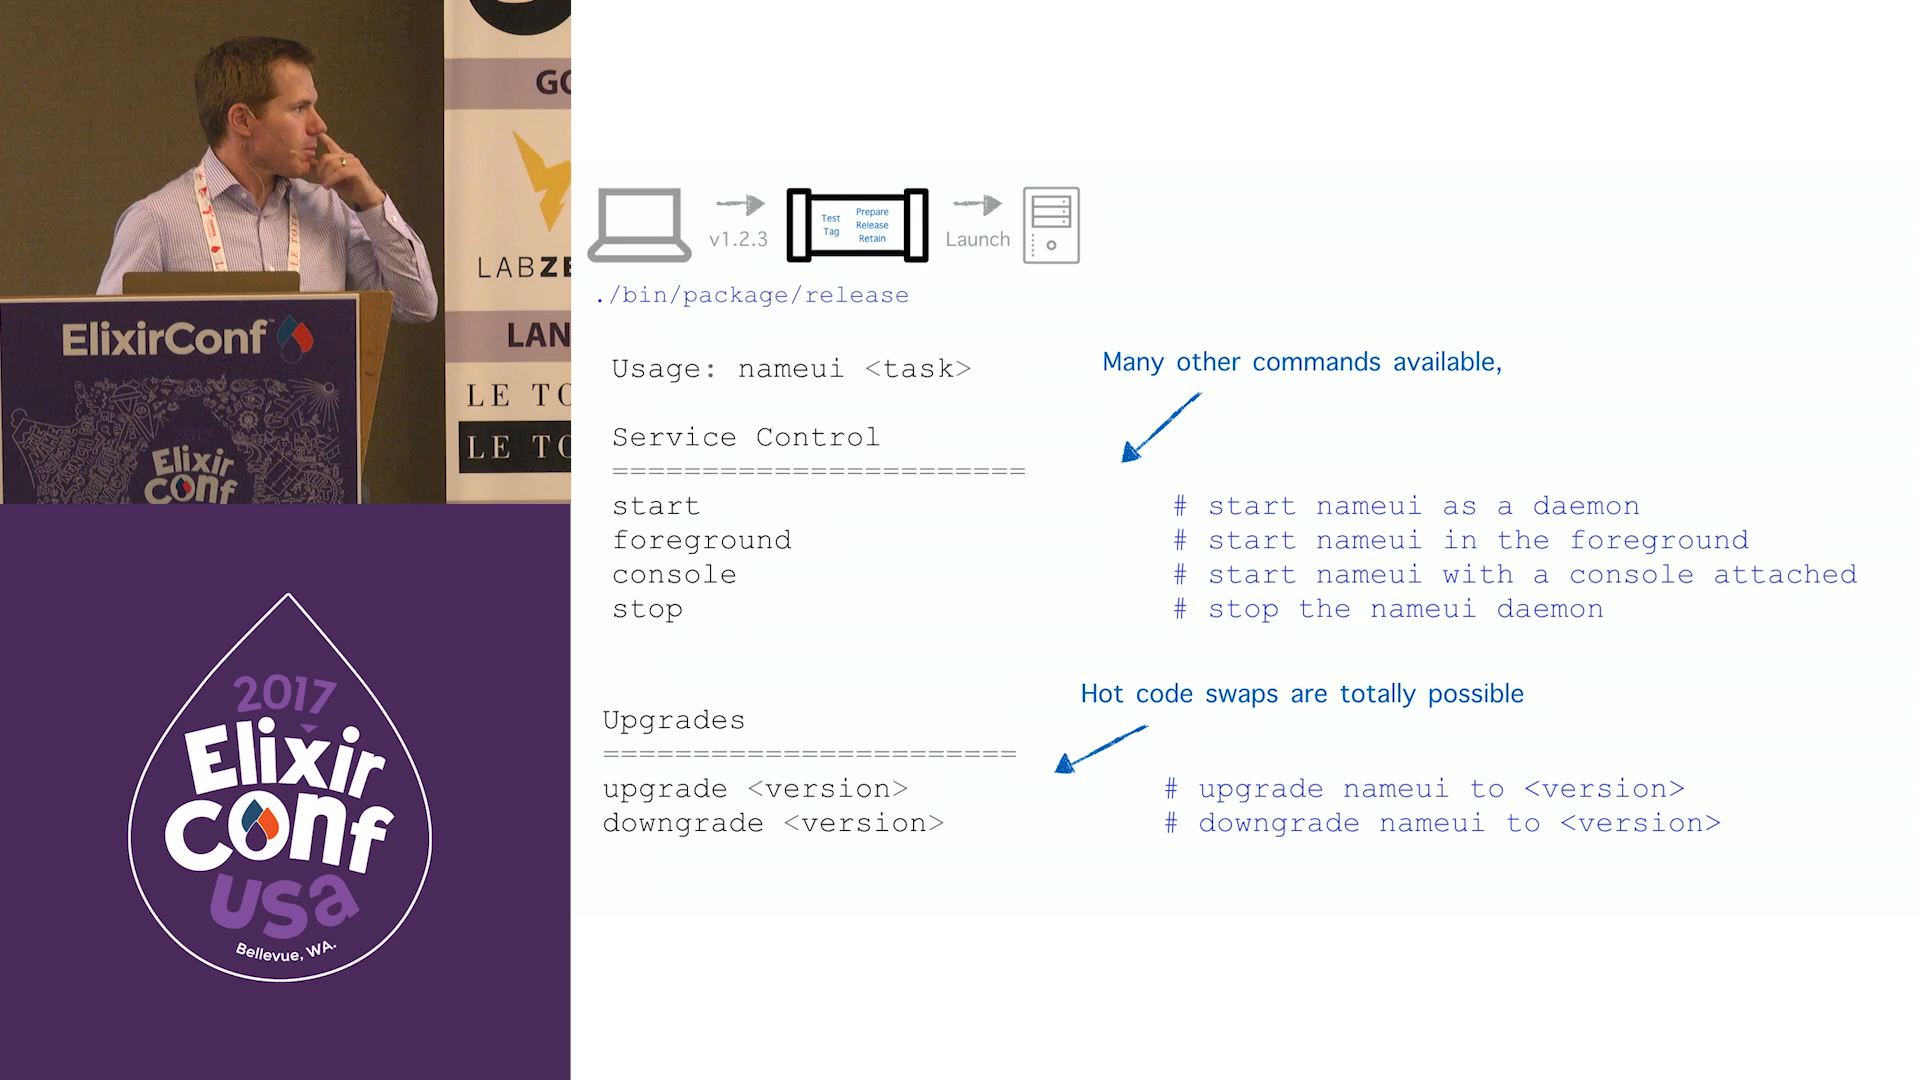 GO
LABZE
LAN
LE TO
LE TO
ElixirConf™
Elixir
Conf
2017
Elixir
Conf
USA
Bellevue, WA.
v1.2.3
Test
Tag
Prepare
Release
Retain
Launch
./bin/package/release
Usage: nameui <task>
Many other commands available,
Service Control
=======================
start # start nameui as a daemon
foreground # start nameui in the foreground
console # start nameui with a console attached
stop # stop the nameui daemon
Hot code swaps are totally possible
Upgrades
=======================
upgrade <version> # upgrade nameui to <version>
downgrade <version> # downgrade nameui to <version>